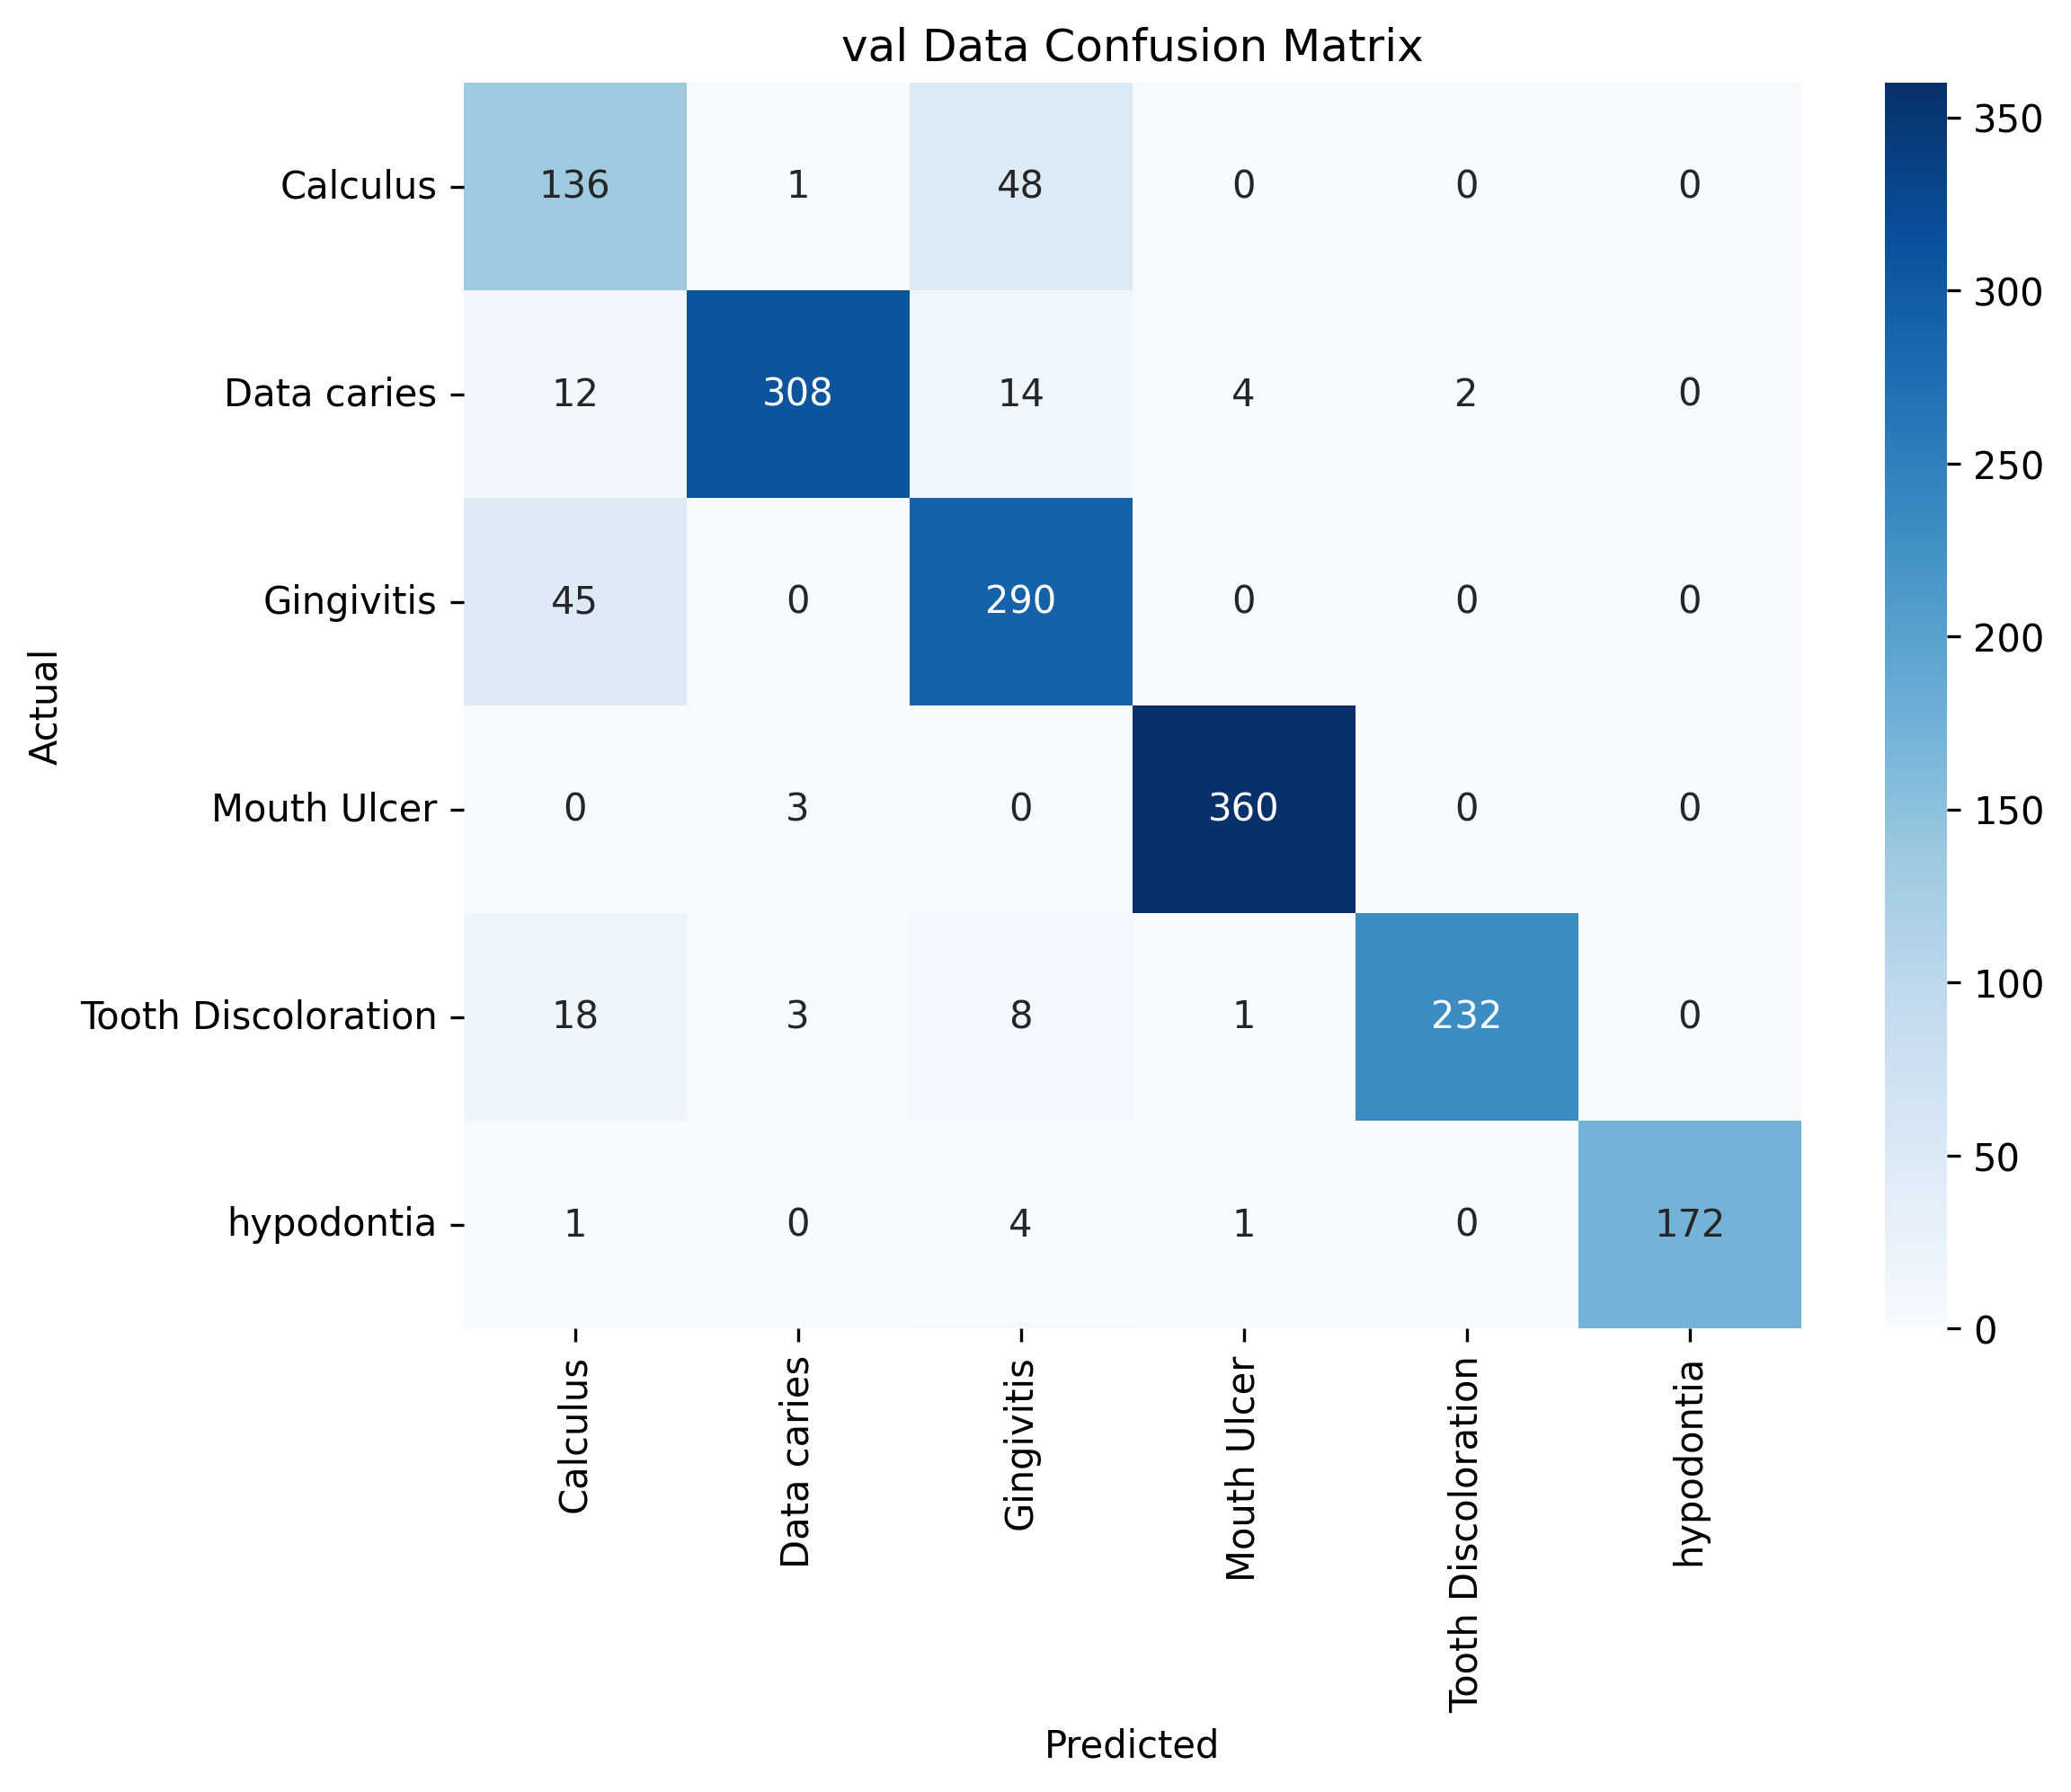 val Data Confusion Matrix
Actual
Calculus 136 1 48 0 0 0
Data caries 12 308 14 4 2 0
Gingivitis 45 0 290 0 0 0
Mouth Ulcer 0 3 0 360 0 0
Tooth Discoloration 18 3 8 1 232 0
hypodontia 1 0 4 1 0 172
Calculus
Data caries
Gingivitis
Mouth Ulcer
Tooth Discoloration
hypodontia
Predicted
350
300
250
200
150
100
50
0